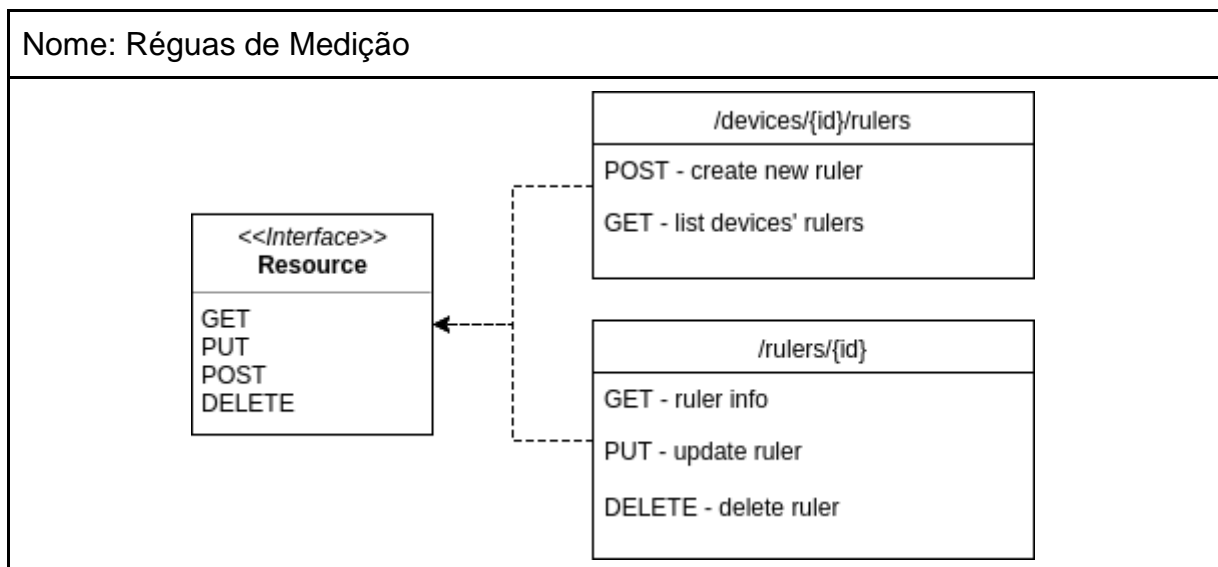 Nome: Réguas de Medição
<<Interface>>
Resource
GET
PUT
POST
DELETE
/devices/{id}/rulers
POST - create new ruler
GET - list devices' rulers
/rulers/{id}
GET - ruler info
PUT - update ruler
DELETE - delete ruler